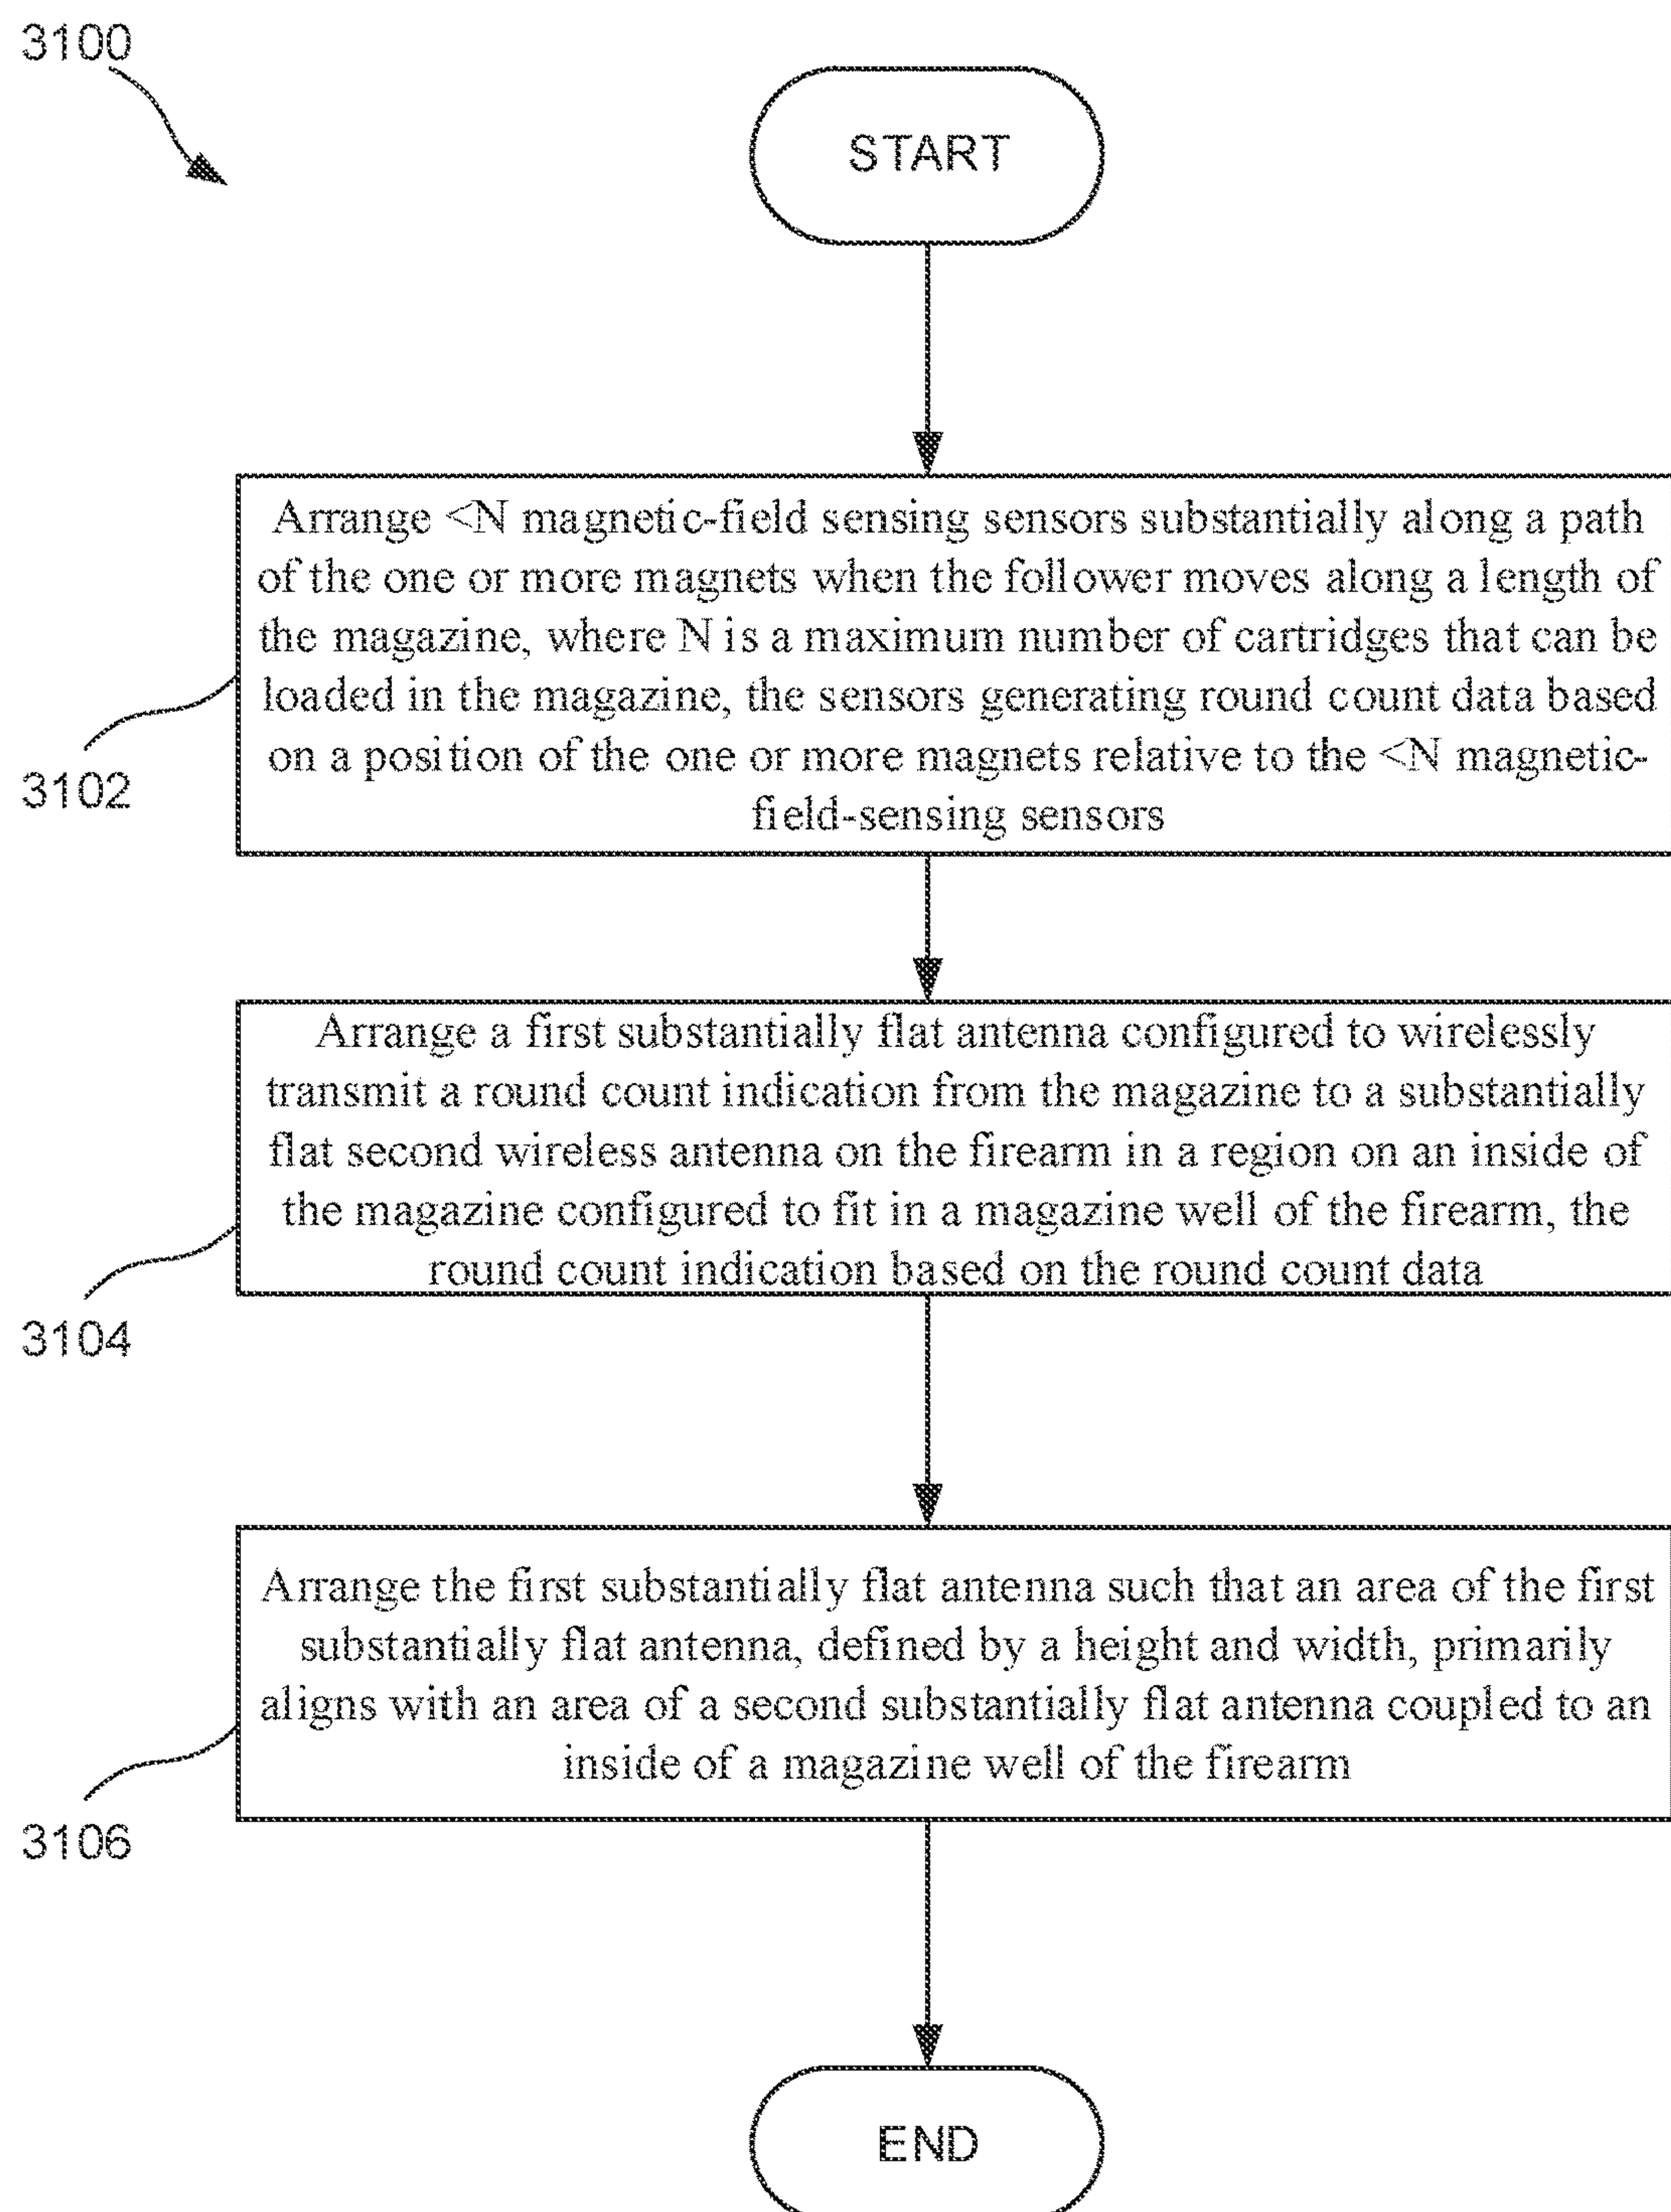 3100
START
Arrange <N magnetic-field sensing sensors substantially along a path
of the one or more magnets when the follower moves along a length of
the magazine, where N is a maximum number of cartridges that can be
loaded in the magazine, the sensors generating round count data based
on a position of the one or more magnets relative to the <N magnetic-
field-sensing sensors
3102
Arrange a first substantially flat antenna configured to wirelessly
transmit a round count indication from the magazine to a substantially
flat second wireless antenna on the firearm in a region on an inside of
the magazine configured to fit in a magazine well of the firearm, the
round count indication based on the round count data
3104
Arrange the first substantially flat antenna such that an area of the first
substantially flat antenna, defined by a height and width, primarily
aligns with an area of a second substantially flat antenna coupled to an
inside of a magazine well of the firearm
3106
END